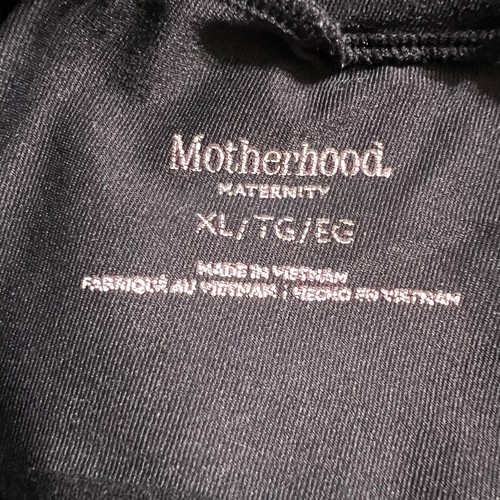 Motherhood.
MATERNITY
XL/TG/EG
MADE IN VIETNAM
FABRIQUÉ AU VIETNAM | HECHO EN VIETNAM